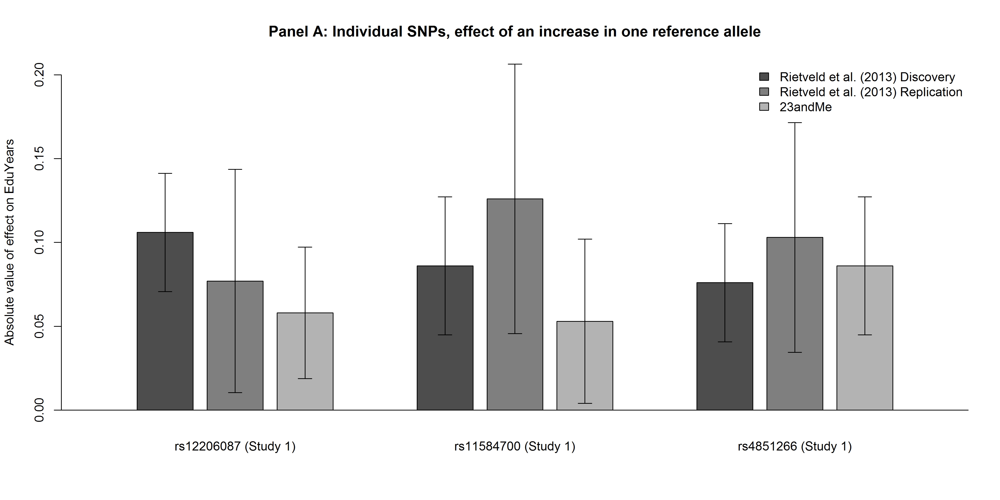 Panel A: Individual SNPs, effect of an increase in one reference allele
Rietveld et al. (2013) Discovery
Rietveld et al. (2013) Replication
23andMe
Absolute value of effect on EduYears
0.20
0.15
0.10
0.05
0.00
rs12206087 (Study 1)
rs11584700 (Study 1)
rs4851266 (Study 1)